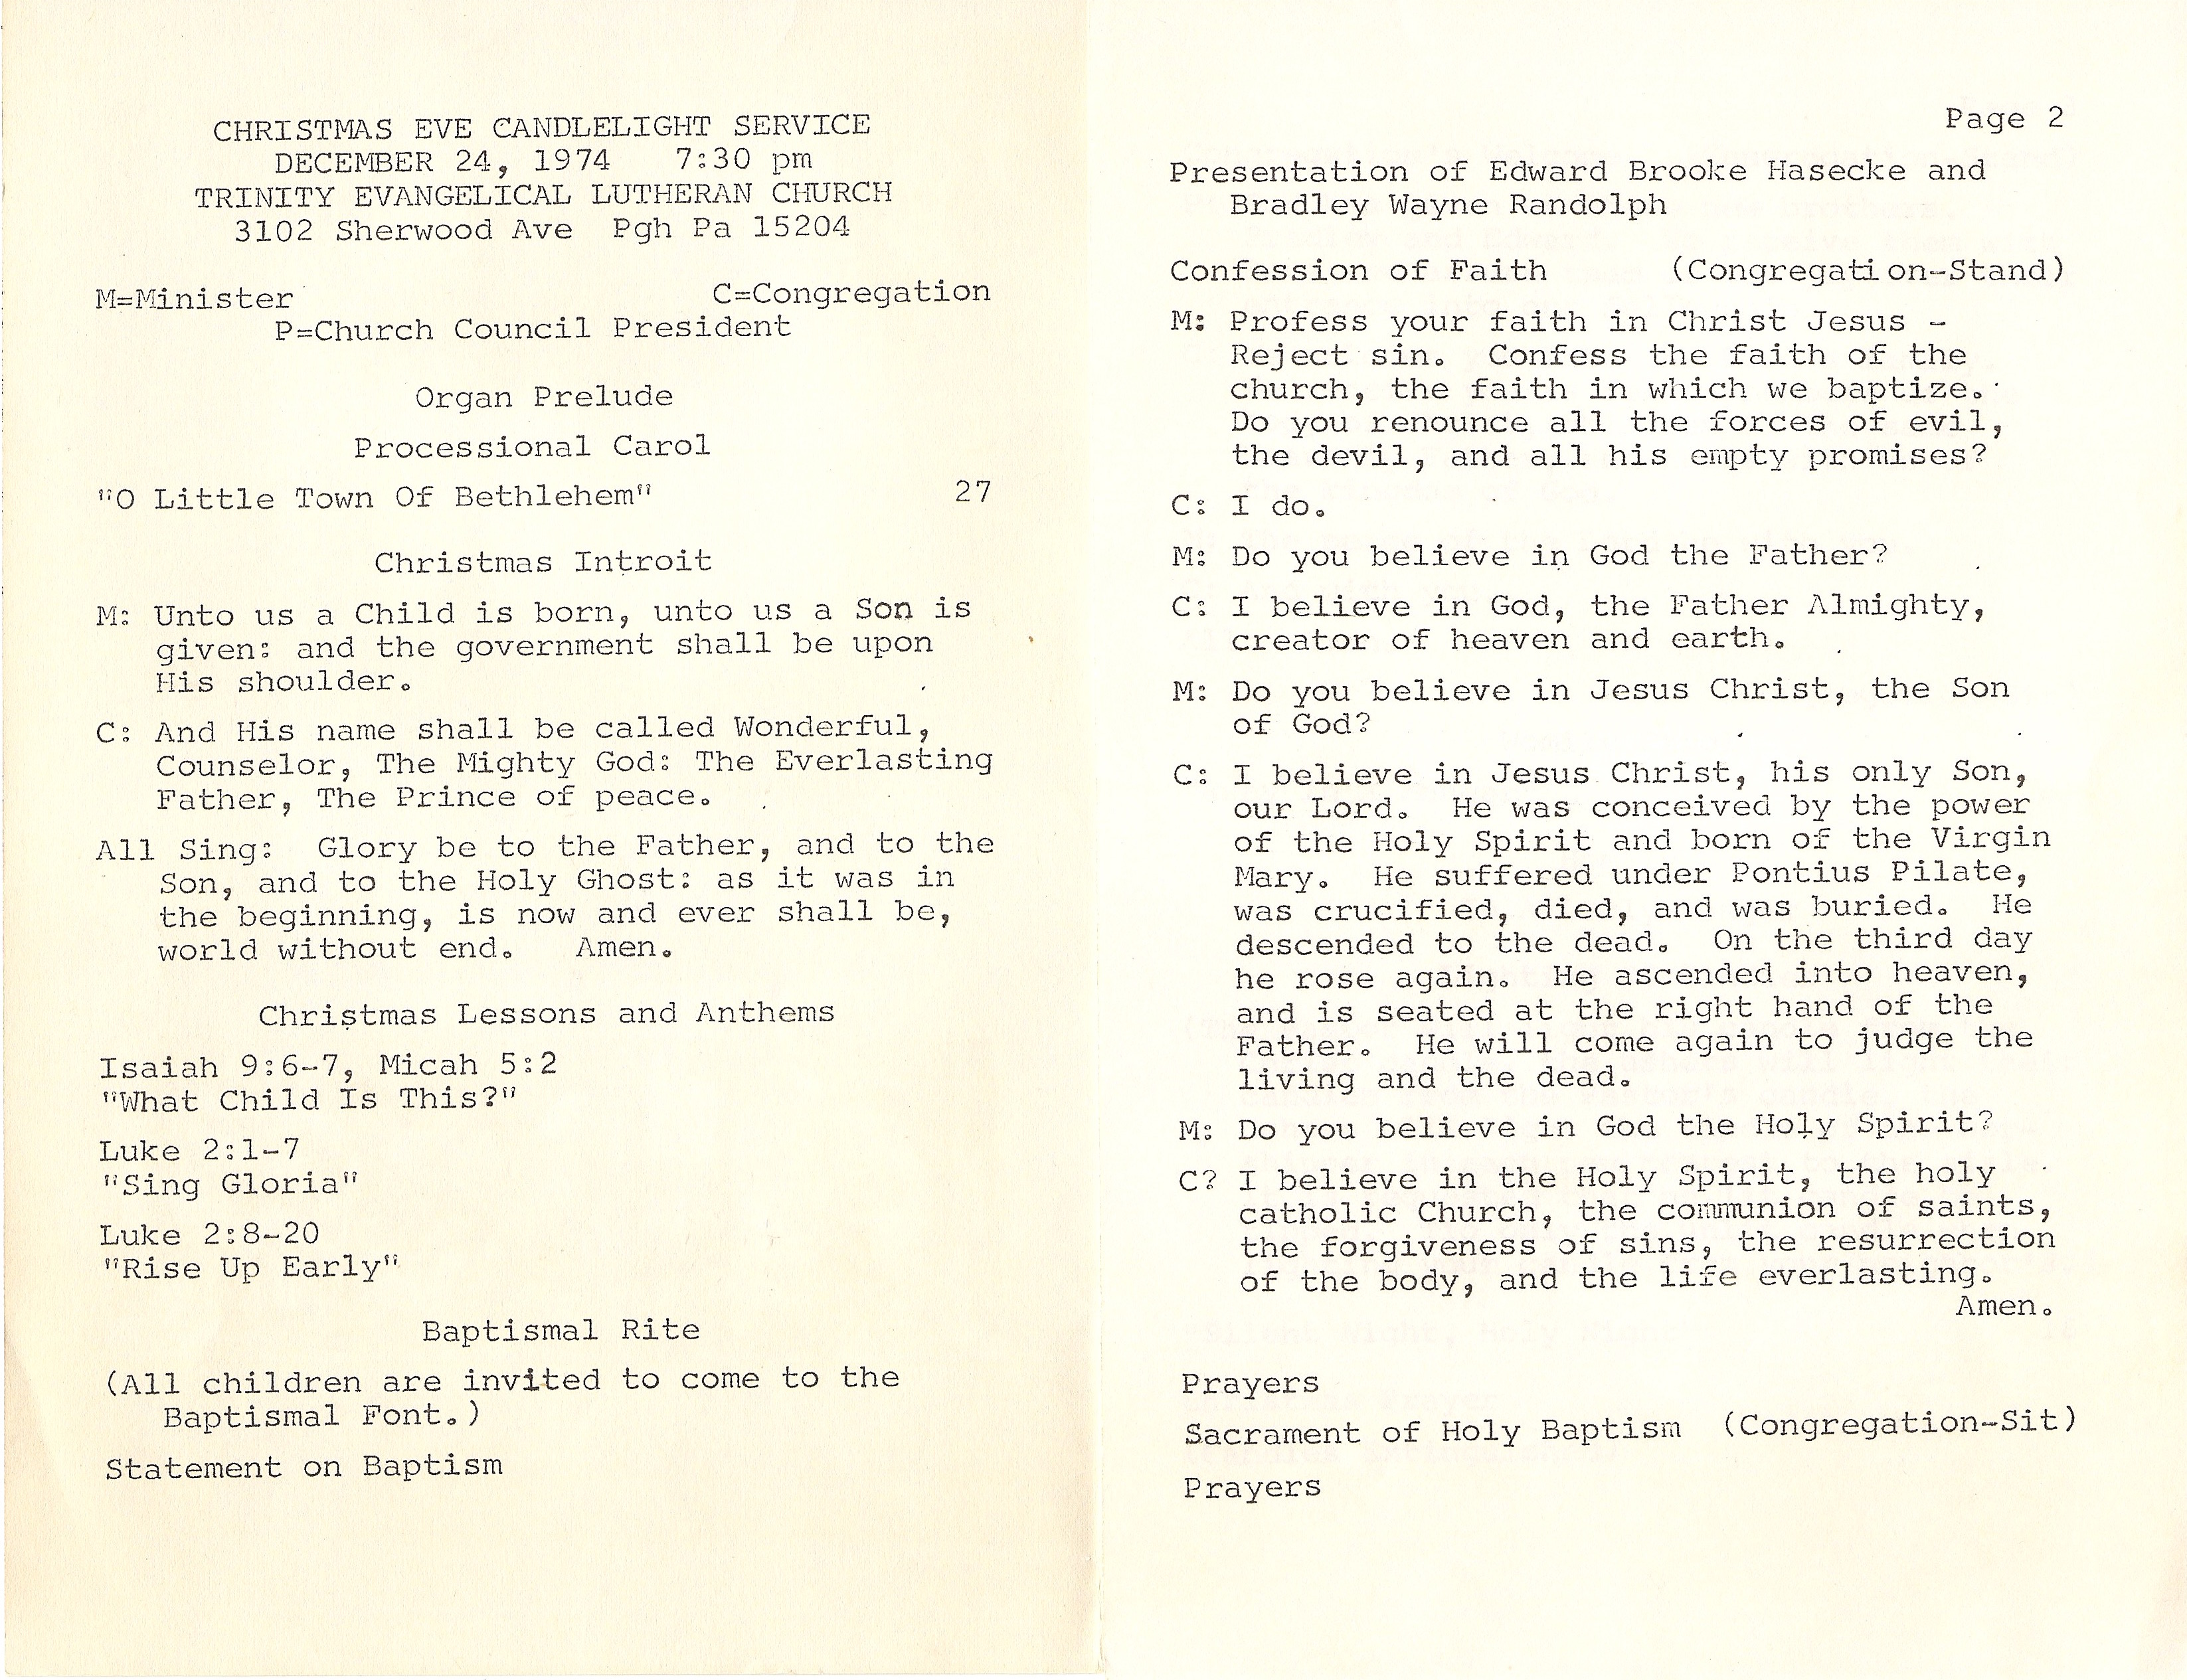 CHRISTMAS EVE CANDLELIGHT SERVICE
DECEMBER 24, 1974 7:30 pm
TRINITY EVANGELICAL LUTHERAN CHURCH
3102 Sherwood Ave Pgh Pa 15204
M=Minister C=Congregation
P=Church Council President
Organ Prelude
Processional Carol
"O Little Town Of Bethlehem" 27
Christmas Introit
M: Unto us a Child is born, unto us a Son is
given: and the government shall be upon
His shoulder.
C: And His name shall be called Wonderful,
Counselor, The Mighty God: The Everlasting
Father, The Prince of peace.
All Sing: Glory be to the Father, and to the
Son, and to the Holy Ghost: as it was in
the beginning, is now and ever shall be,
world without end. Amen.
Christmas Lessons and Anthems
Isaiah 9:6-7, Micah 5:2
"What Child Is This?"
Luke 2:1-7
"Sing Gloria"
Luke 2:8-20
"Rise Up Early"
Baptismal Rite
(All children are invited to come to the
Baptismal Font.)
Statement on Baptism
Page 2
Presentation of Edward Brooke Hasecke and
Bradley Wayne Randolph
Confession of Faith (Congregation-Stand)
M: Profess your faith in Christ Jesus -
Reject sin. Confess the faith of the
church, the faith in which we baptize.
Do you renounce all the forces of evil,
the devil, and all his empty promises?
C: I do.
M: Do you believe in God the Father?
C: I believe in God, the Father Almighty,
creator of heaven and earth.
M: Do you believe in Jesus Christ, the Son
of God?
C: I believe in Jesus Christ, his only Son,
our Lord. He was conceived by the power
of the Holy Spirit and born of the Virgin
Mary. He suffered under Pontius Pilate,
was crucified, died, and was buried. He
descended to the dead. On the third day
he rose again. He ascended into heaven,
and is seated at the right hand of the
Father. He will come again to judge the
living and the dead.
M: Do you believe in God the Holy Spirit?
C? I believe in the Holy Spirit, the holy
catholic Church, the communion of saints,
the forgiveness of sins, the resurrection
of the body, and the life everlasting.
Amen.
Prayers
Sacrament of Holy Baptism (Congregation-Sit)
Prayers